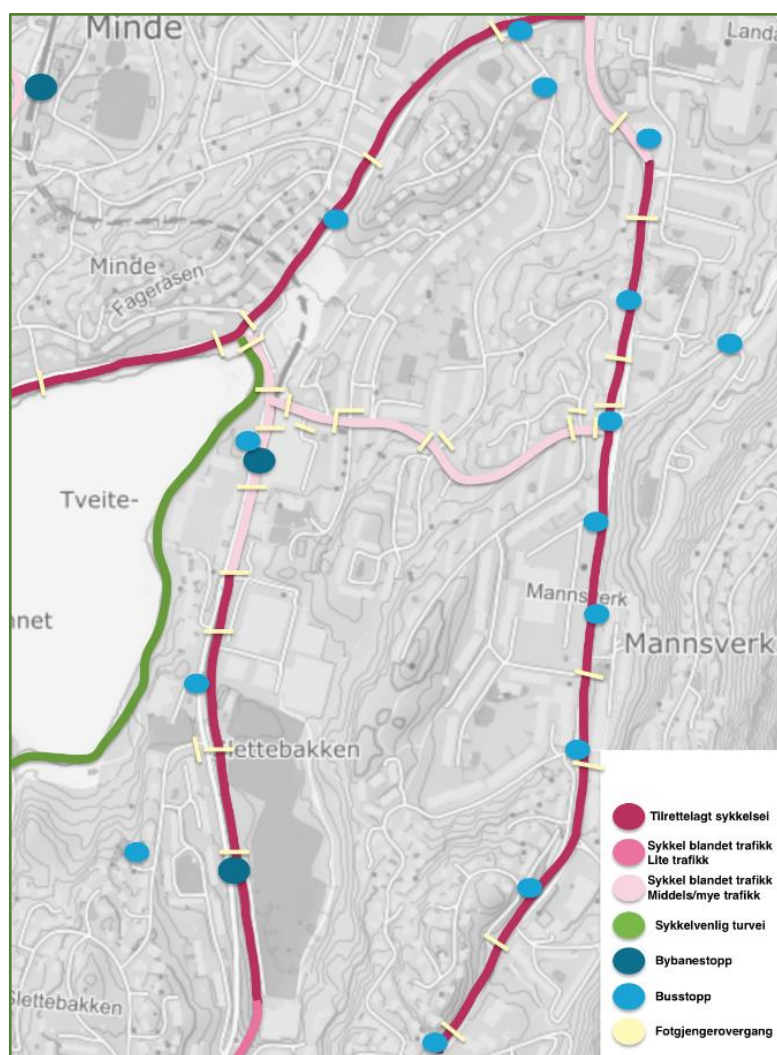 Minde
Landa
Minde
Fageråsen
Tveite-
nnet
Mannsverk
Mannsverk
Slettebakken
Slettebakken
Tilrettelagt sykkelsei
Sykkel blandet trafikk
Lite trafikk
Sykkel blandet trafikk
Middels/mye trafikk
Sykkelvenlig turvei
Bybanestopp
Busstopp
Fotgjengerovergang